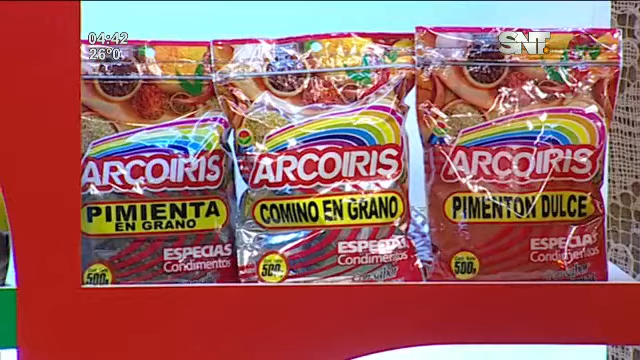 04:42
26°0
SNT
ARCOIRIS
PIMIENTA
EN GRANO
ESPECIAS
Condimentos
500g
ARCOIRIS
COMINO EN GRANO
ESPECIAS
Condimentos
500g
ARCOIRIS
PIMENTON DULCE
ESPECIAS
Condimentos
500g